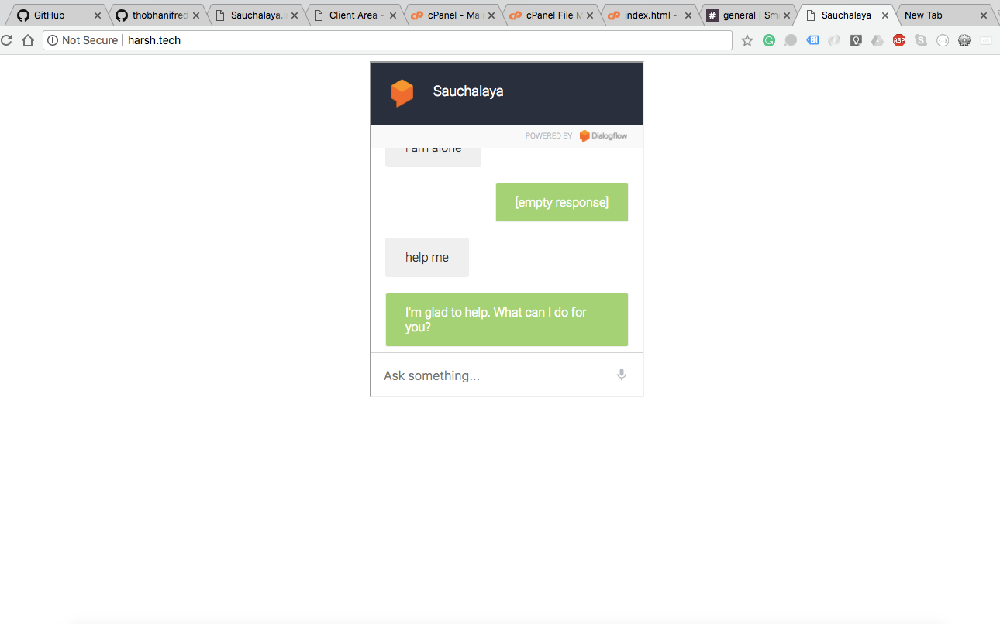 GitHub
thobhanifred
Sauchalaya.i
Client Area -
cPanel - Mai
cPanel File M
index.html -
# general | Sma
Sauchalaya
New Tab
Not Secure | harsh.tech
ABP
Sauchalaya
POWERED BY Dialogflow
I am alone
[empty response]
help me
I'm glad to help. What can I do for
you?
Ask something...